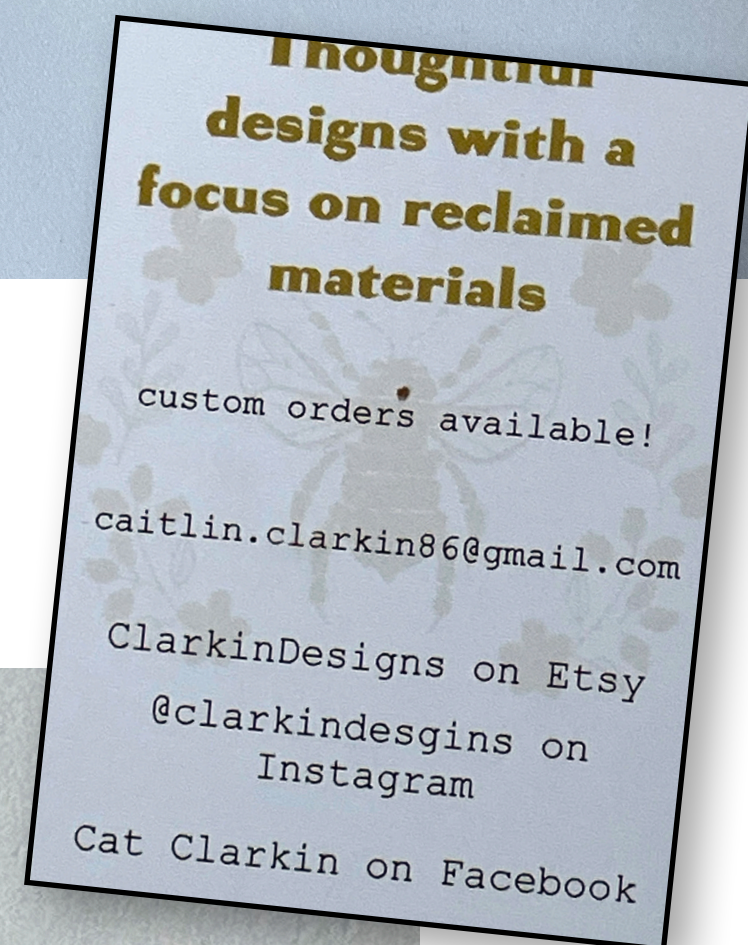 Thoughtful
designs with a
focus on reclaimed
materials
custom orders available!
caitlin.clarkin86@gmail.com
ClarkinDesigns on Etsy
@clarkindesgins on
Instagram
Cat Clarkin on Facebook